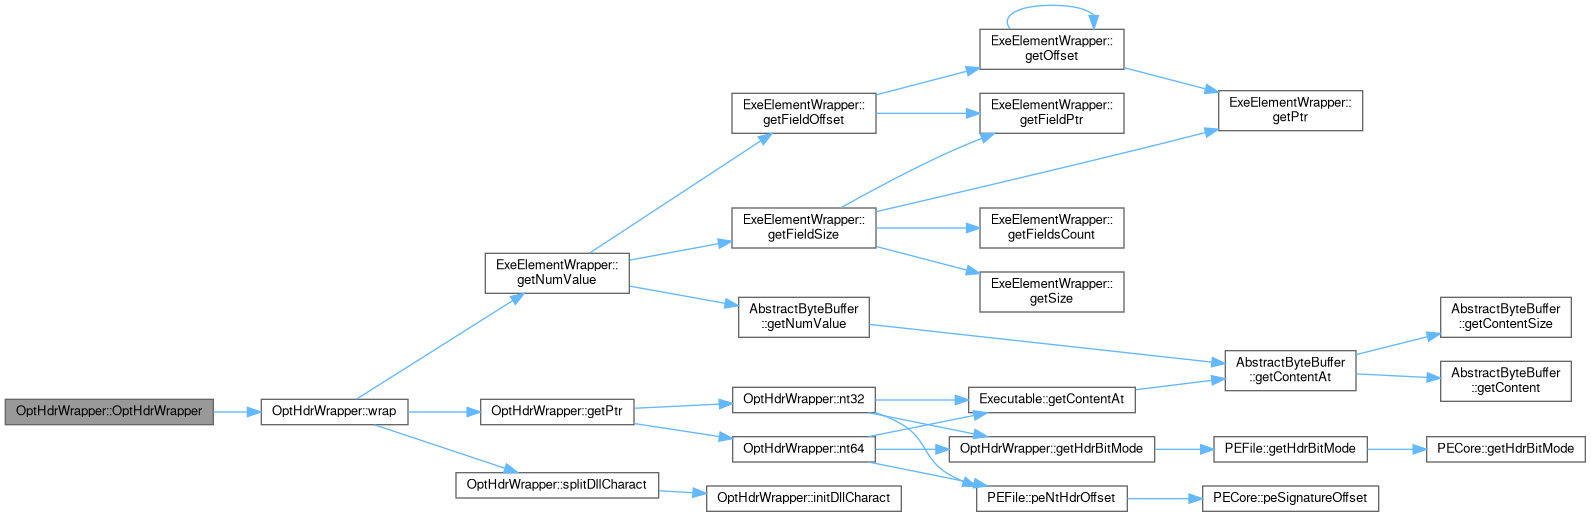 ExeElementWrapper::
getOffset
ExeElementWrapper::
getFieldOffset
ExeElementWrapper::
getFieldPtr
ExeElementWrapper::
getPtr
ExeElementWrapper::
getFieldSize
ExeElementWrapper::
getFieldsCount
ExeElementWrapper::
getNumValue
ExeElementWrapper::
getSize
AbstractByteBuffer
::getNumValue
AbstractByteBuffer
::getContentSize
AbstractByteBuffer
::getContentAt
AbstractByteBuffer
::getContent
OptHdrWrapper::OptHdrWrapper
OptHdrWrapper::wrap
OptHdrWrapper::getPtr
OptHdrWrapper::nt32
Executable::getContentAt
OptHdrWrapper::nt64
OptHdrWrapper::getHdrBitMode
PEFile::getHdrBitMode
PECore::getHdrBitMode
OptHdrWrapper::splitDllCharact
OptHdrWrapper::initDllCharact
PEFile::peNtHdrOffset
PECore::peSignatureOffset